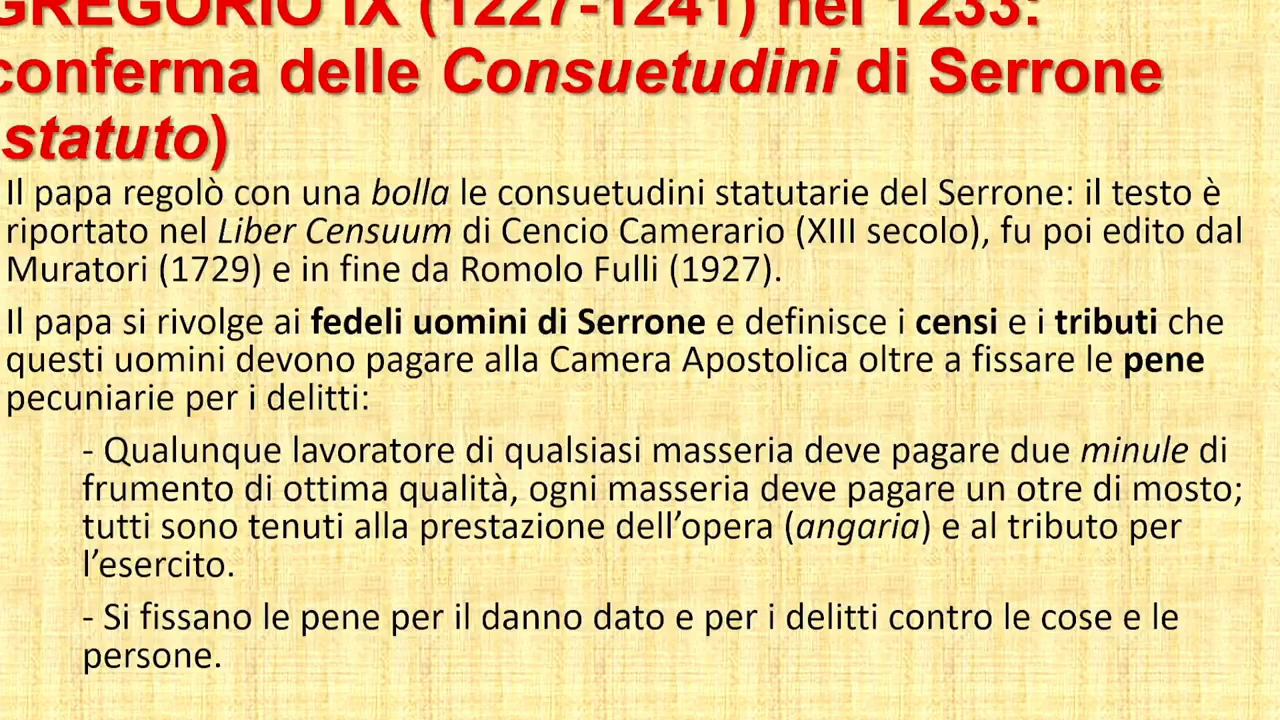 GREGORIO IX (1227-1241) nel 1233:
conferma delle Consuetudini di Serrone
statuto)
Il papa regolò con una bolla le consuetudini statutarie del Serrone: il testo è
riportato nel Liber Censuum di Cencio Camerario (XIII secolo), fu poi edito dal
Muratori (1729) e in fine da Romolo Fulli (1927).
Il papa si rivolge ai fedeli uomini di Serrone e definisce i censi e i tributi che
questi uomini devono pagare alla Camera Apostolica oltre a fissare le pene
pecuniarie per i delitti:
- Qualunque lavoratore di qualsiasi masseria deve pagare due minule di
frumento di ottima qualità, ogni masseria deve pagare un otre di mosto;
tutti sono tenuti alla prestazione dell’opera (angaria) e al tributo per
l’esercito.
- Si fissano le pene per il danno dato e per i delitti contro le cose e le
persone.